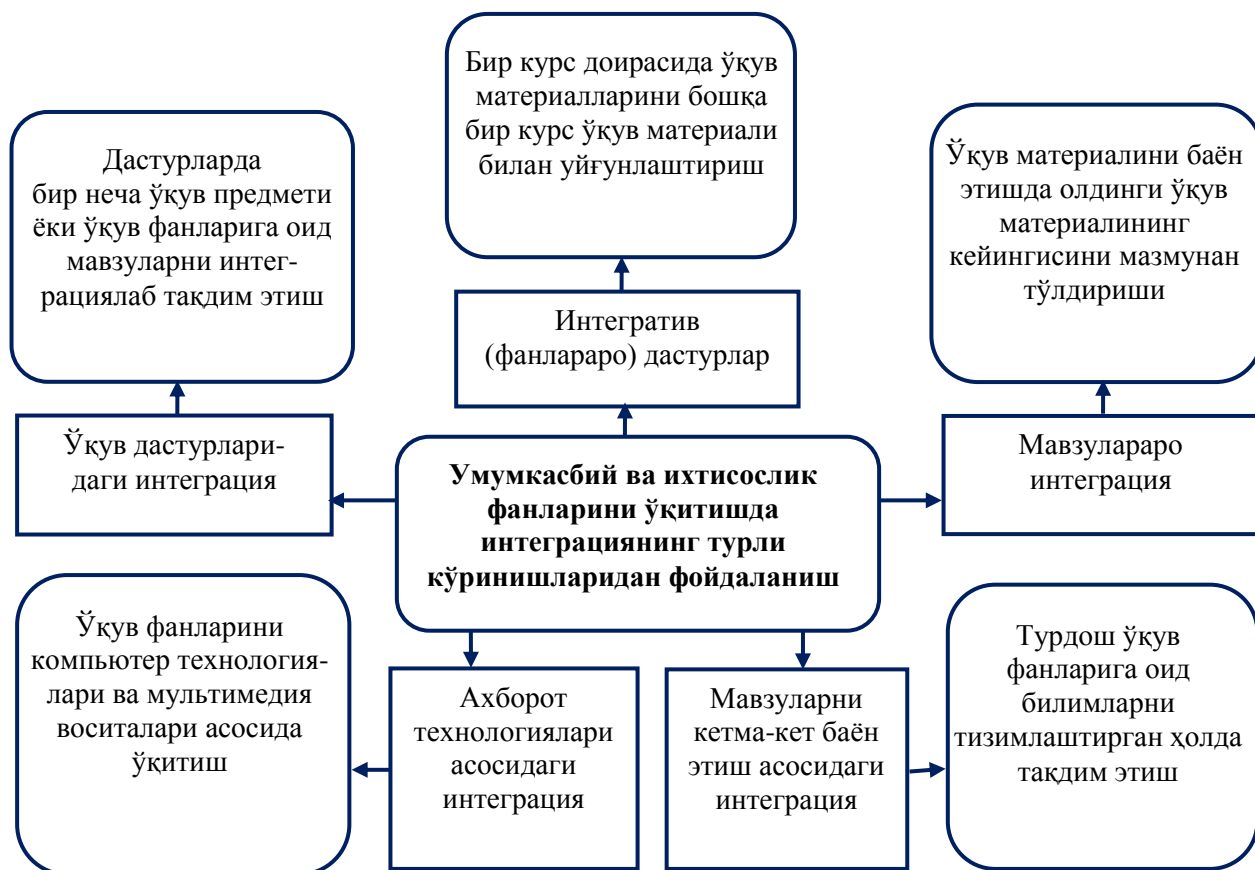 Бир курс доирасида ўқув
материалларини бошқа
бир курс ўқув материали
билан уйғунлаштириш
Дастурларда
бир неча ўқув предмети
ёки ўқув фанларига оид
мавзуларни интег-
рациялаб тақдим этиш
Ўқув материалини баён
этишда олдинги ўқув
материалининг
кейингисини мазмунан
тўлдириши
Интегратив
(фанлараро) дастурлар
Ўқув дастурлари-
даги интеграция
Мавзулараро
интеграция
Умумкасбий ва ихтисослик
фанларини ўқитишда
интеграциянинг турли
кўринишларидан фойдаланиш
Ўқув фанларини
компьютер технология-
лари ва мультимедия
воситалари асосида
ўқитиш
Ахборот
технологиялари
асосидаги
интеграция
Мавзуларни
кетма-кет баён
этиш асосидаги
интеграция
Турдош ўқув
фанларига оид
билимларни
тизимлаштирган ҳолда
тақдим этиш